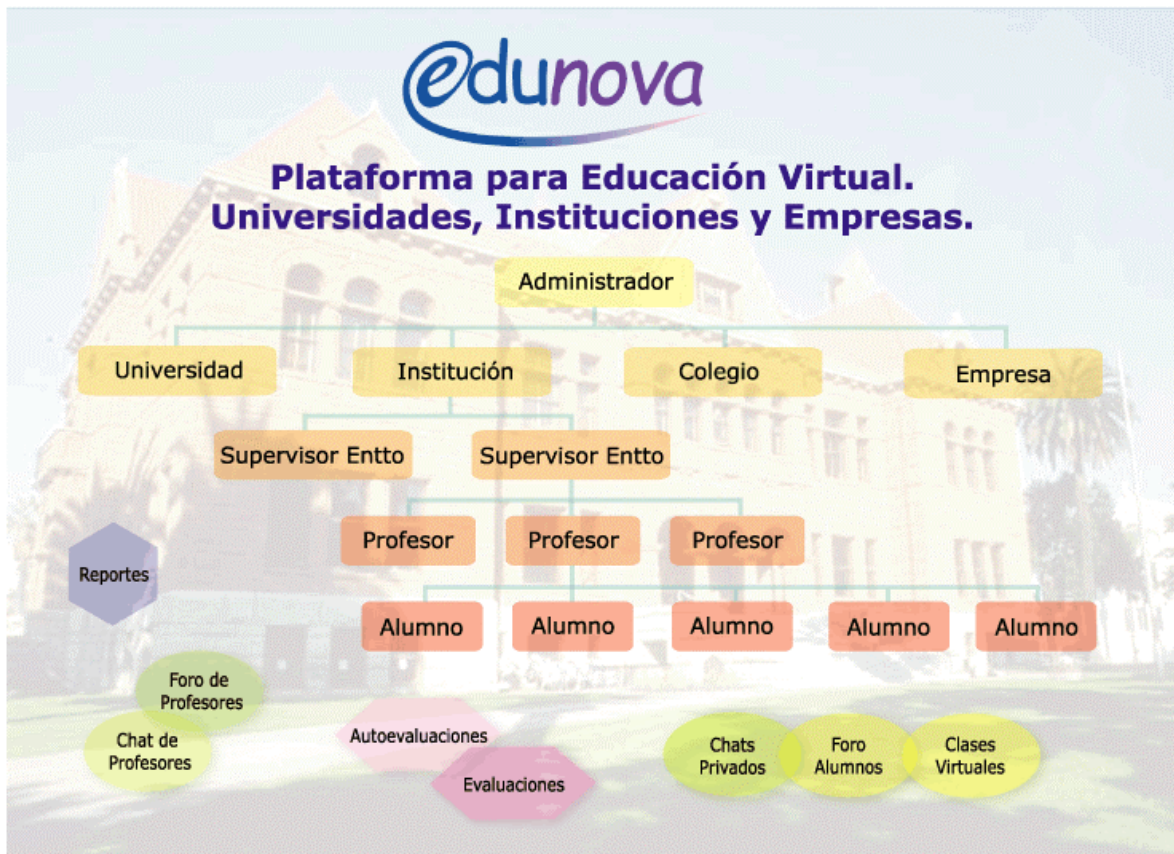 edunova
Plataforma para Educación Virtual.
Universidades, Instituciones y Empresas.
Administrador
Universidad
Institución
Colegio
Empresa
Supervisor Entto
Supervisor Entto
Profesor
Profesor
Profesor
Reportes
Alumno
Alumno
Alumno
Alumno
Alumno
Foro de
Profesores
Chat de
Profesores
Autoevaluaciones
Evaluaciones
Chats
Privados
Foro
Alumnos
Clases
Virtuales